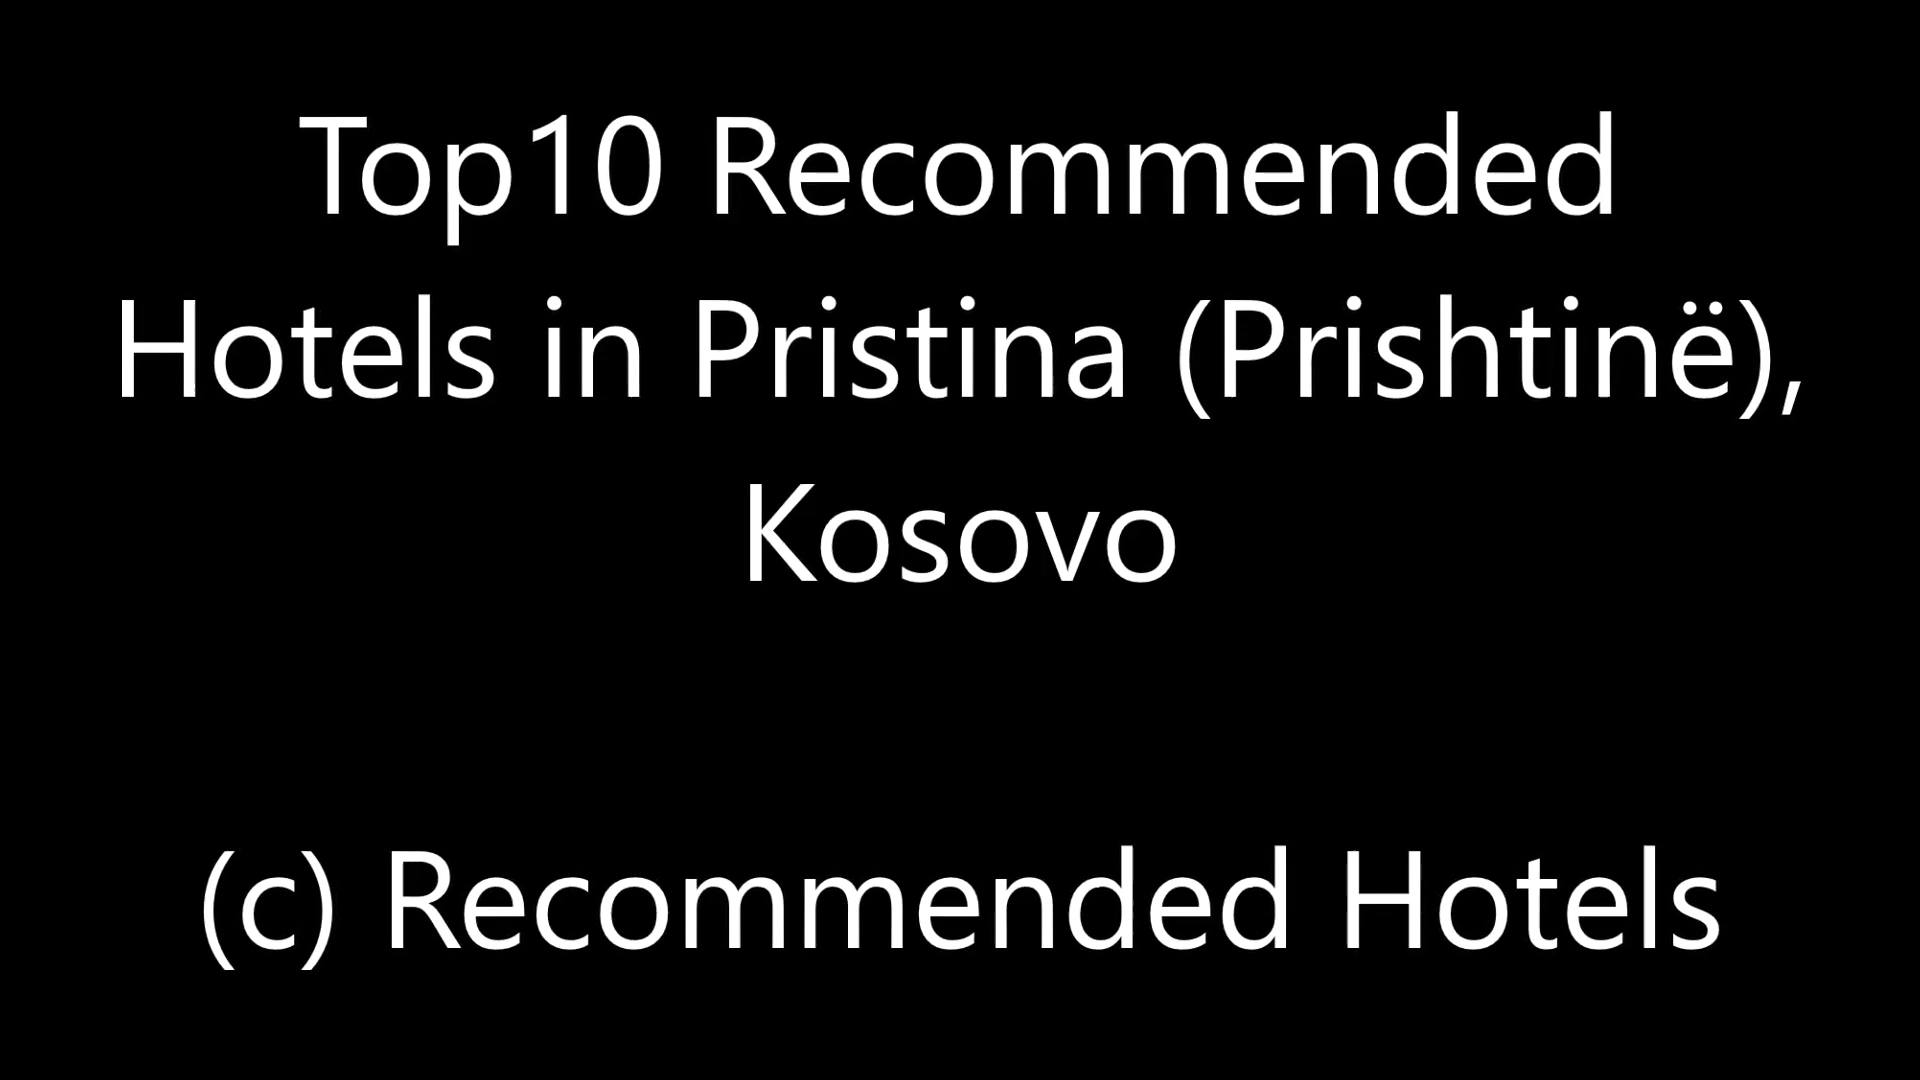 Top10 Recommended
Hotels in Pristina (Prishtinë),
Kosovo
(c) Recommended Hotels